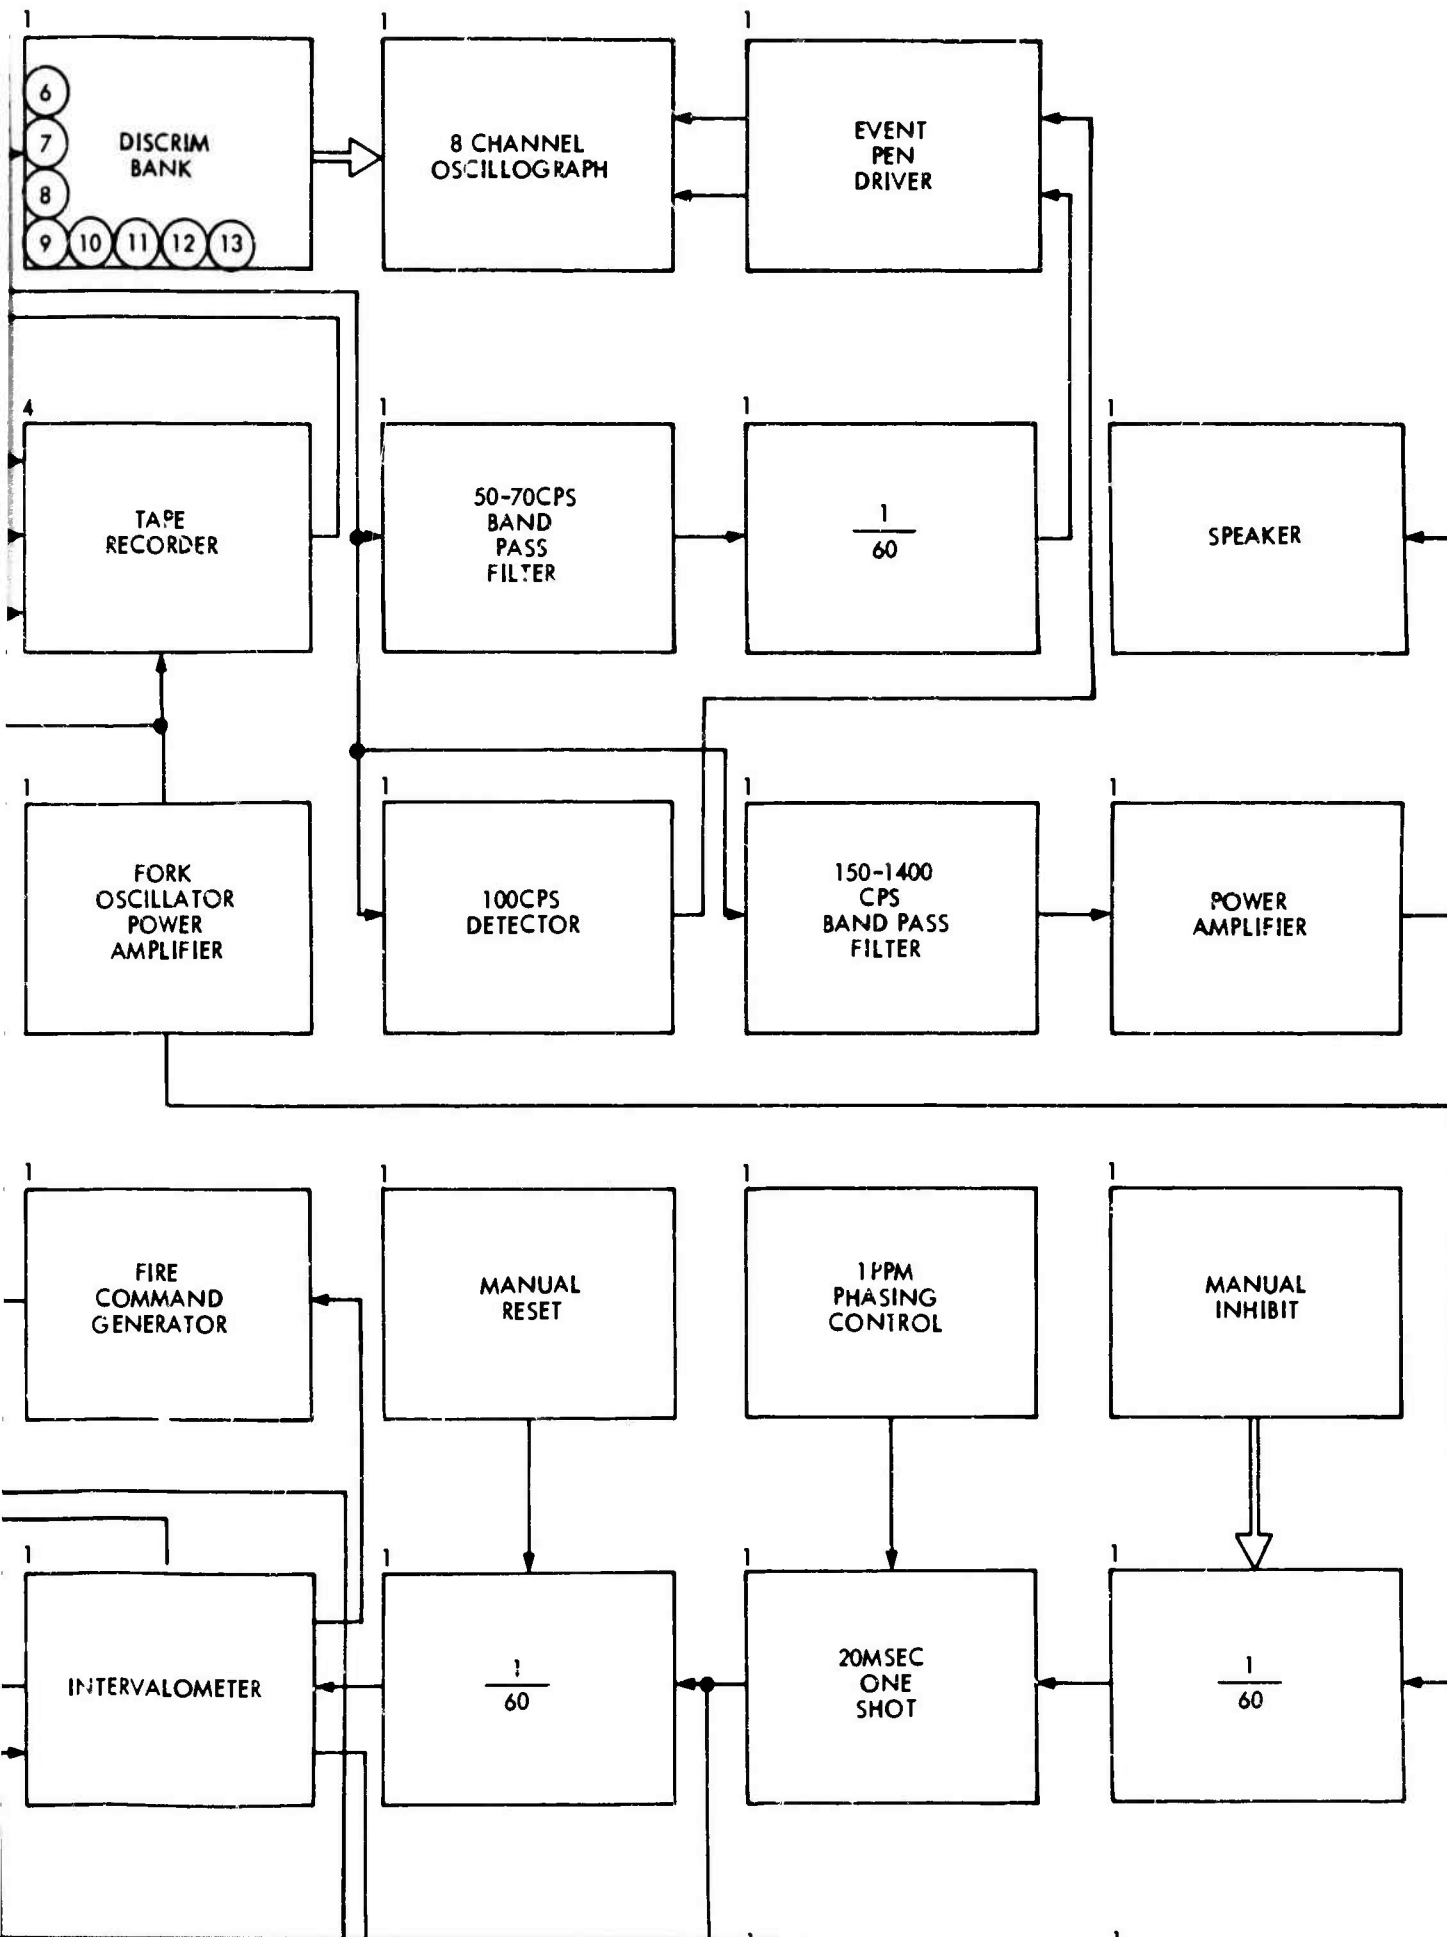 1
1
1
6
7
8
9 10 11 12 13
DISCRIM
BANK
8 CHANNEL
OSCILLOGRAPH
EVENT
PEN
DRIVER
4
1
1
1
TAPE
RECORDER
50-70CPS
BAND
PASS
FILTER
1
60
SPEAKER
1
1
1
1
FORK
OSCILLATOR
POWER
AMPLIFIER
100CPS
DETECTOR
150-1400
CPS
BAND PASS
FILTER
POWER
AMPLIFIER
1
1
1
1
FIRE
COMMAND
GENERATOR
MANUAL
RESET
1PPM
PHASING
CONTROL
MANUAL
INHIBIT
1
1
1
1
INTERVALOMETER
1
60
20MSEC
ONE
SHOT
1
60
1
1